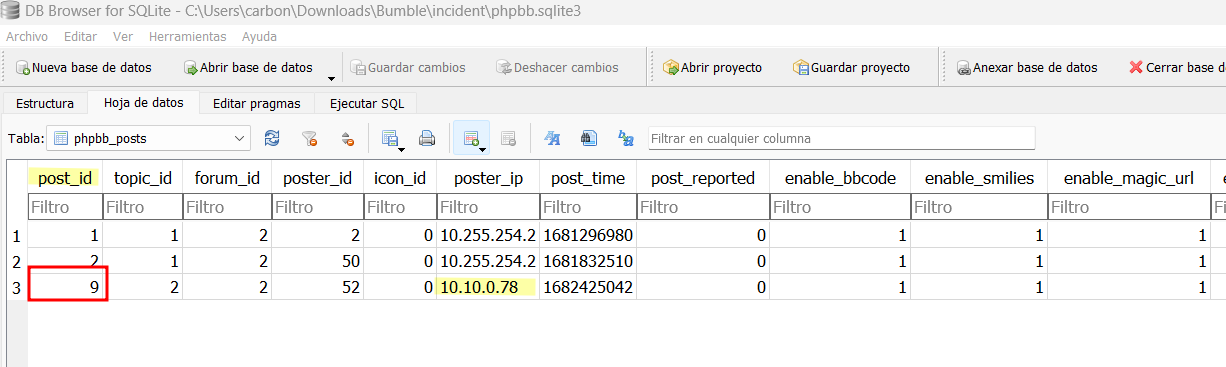 DB Browser for SQLite - C:\Users\carbon\Downloads\Bumble\incident\phpbb.sqlite3
Archivo Editar Ver Herramientas Ayuda
Nueva base de datos Abrir base de datos Guardar cambios Deshacer cambios Abrir proyecto Guardar proyecto Anexar base de datos Cerrar base de
Estructura Hoja de datos Editar pragmas Ejecutar SQL
Tabla: phpbb_posts Filtrar en cualquier columna
post_id topic_id forum_id poster_id icon_id poster_ip post_time post_reported enable_bbcode enable_smilies enable_magic_url e
Filtro Filtro Filtro Filtro Filtro Filtro Filtro Filtro Filtro Filtro Filtro Fi
1 1 1 2 2 0 10.255.254.2 1681296980 0 1 1 1
2 2 1 2 50 0 10.255.254.2 1681832510 0 1 1 1
3 9 2 2 52 0 10.10.0.78 1682425042 0 1 1 1